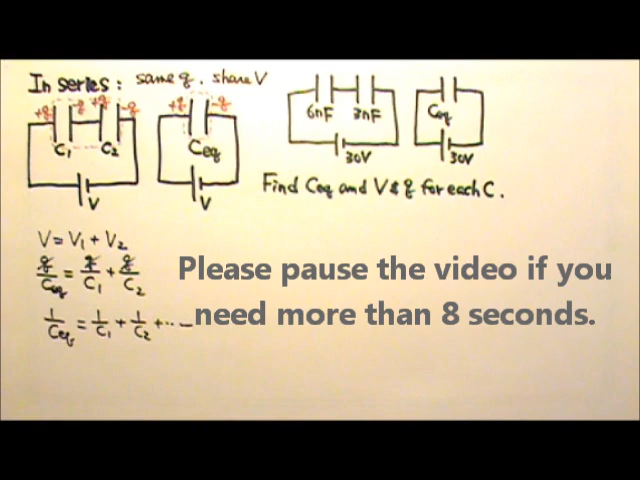 In series: same q, share V
+q -q +q -q
C1 C2
V
+q -q
Ceq
V
6nF 3nF
30V
Ceq
30V
Find Ceq and V & q for each C.
V = V1 + V2
q/Ceq = q/C1 + q/C2
1/Ceq = 1/C1 + 1/C2 + ...
Please pause the video if you
need more than 8 seconds.